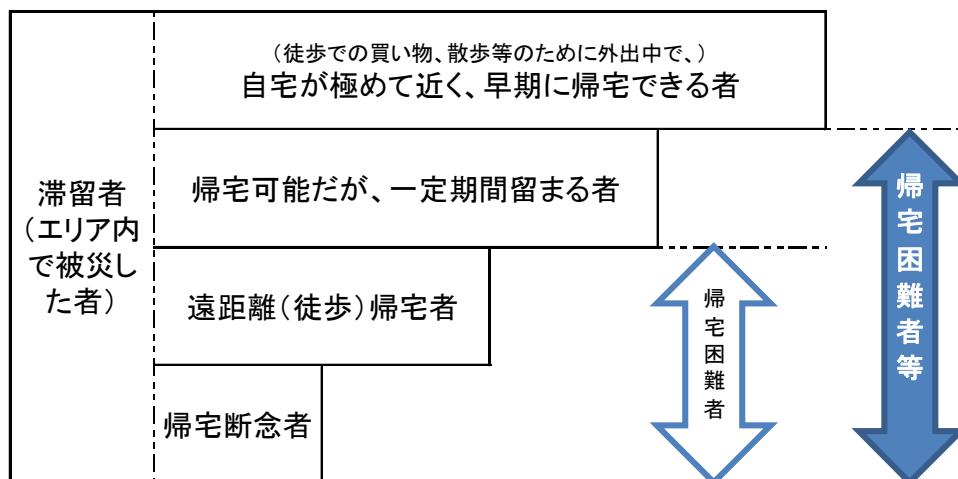 滞留者
（エリア内
で被災し
た者）
（徒歩での買い物、散歩等のために外出中で、）
自宅が極めて近く、早期に帰宅できる者
帰宅可能だが、一定期間留まる者
遠距離（徒歩）帰宅者
帰宅断念者
帰宅困難者
帰宅困難者等